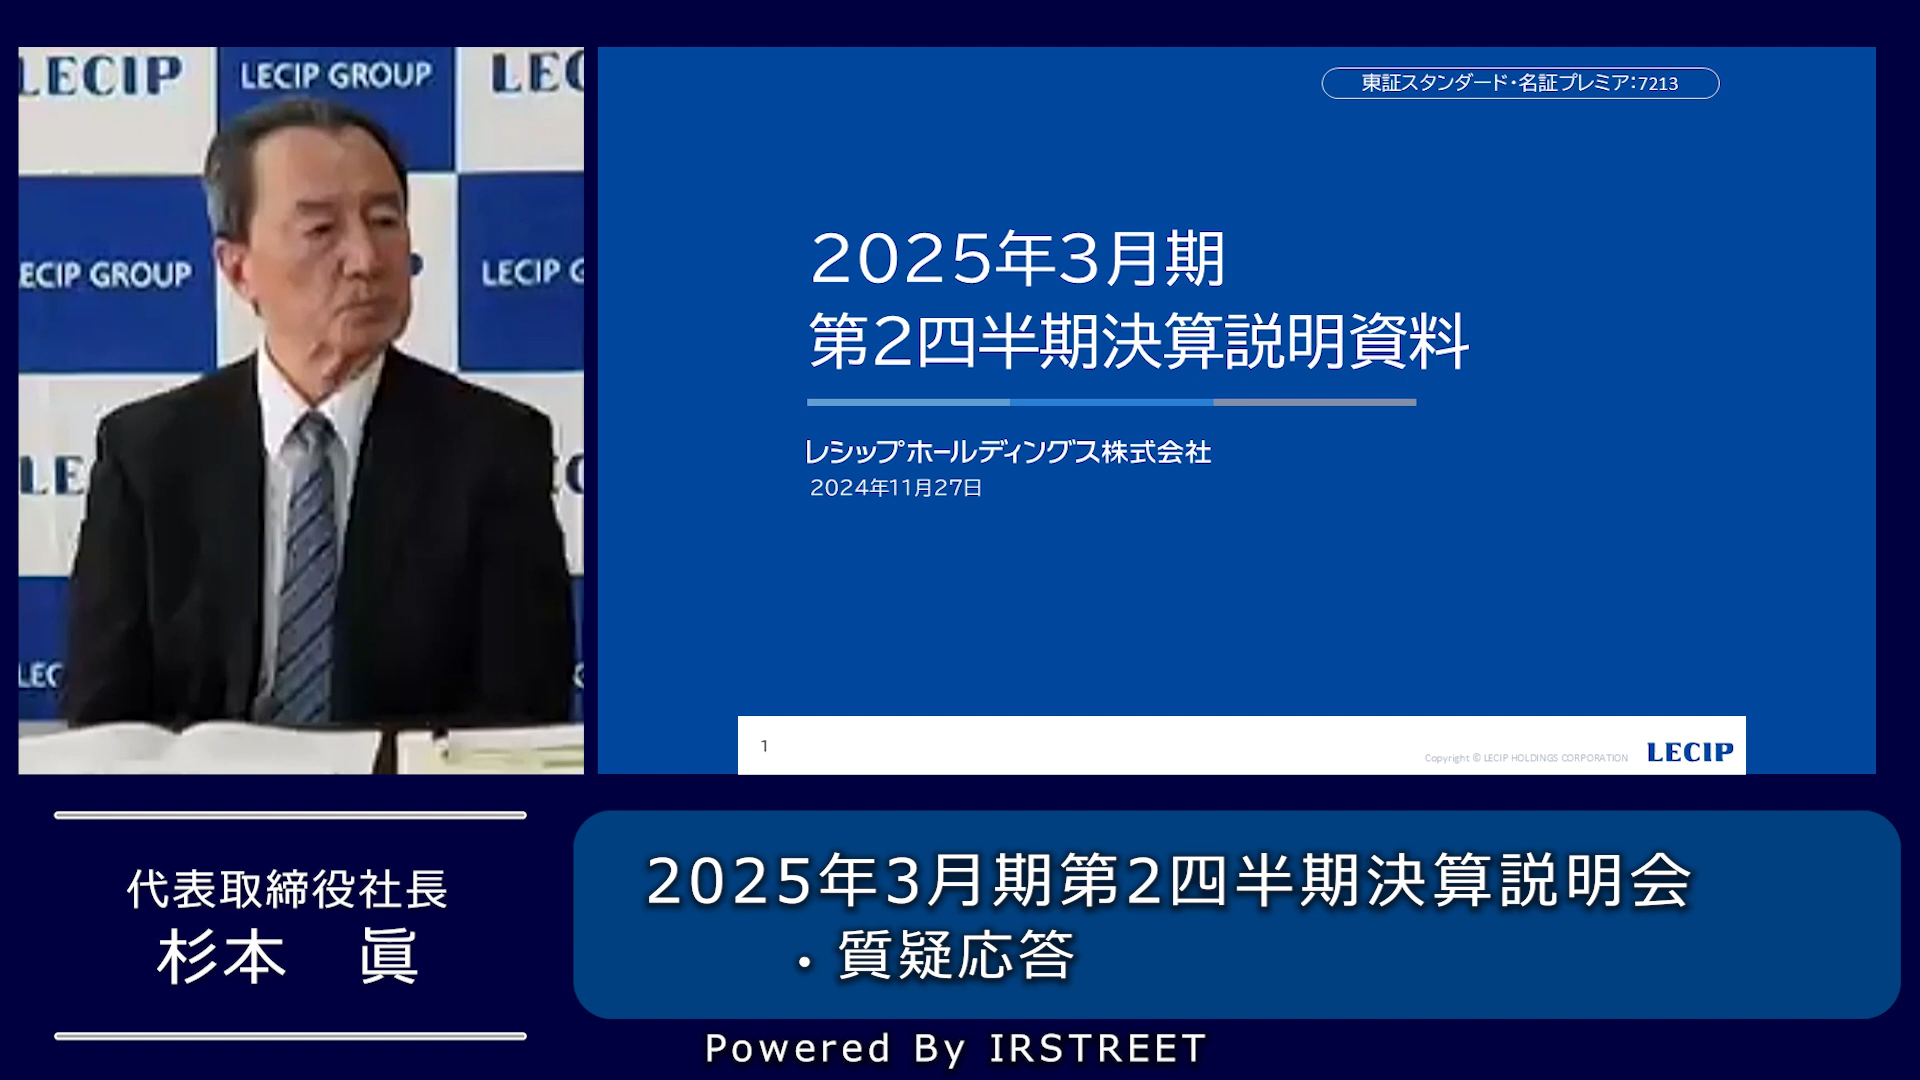 LECIP
LECIP GROUP
LEC
ECIP GROUP
LECIP G
LE
LEC
東証スタンダード・名証プレミア:7213
2025年3月期
第2四半期決算説明資料
レシップホールディングス株式会社
2024年11月27日
1
Copyright © LECIP HOLDINGS CORPORATION
LECIP
代表取締役社長
杉本 眞
2025年3月期第2四半期決算説明会
・質疑応答
Powered By IRSTREET